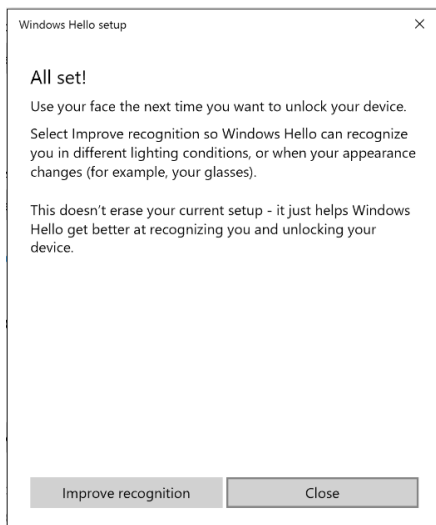 Windows Hello setup
All set!
Use your face the next time you want to unlock your device.
Select Improve recognition so Windows Hello can recognize
you in different lighting conditions, or when your appearance
changes (for example, your glasses).
This doesn't erase your current setup - it just helps Windows
Hello get better at recognizing you and unlocking your
device.
Improve recognition
Close